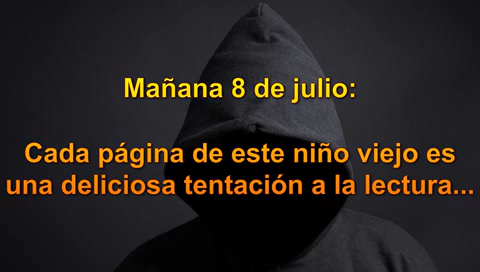 Mañana 8 de julio:
Cada página de este niño viejo es
una deliciosa tentación a la lectura...